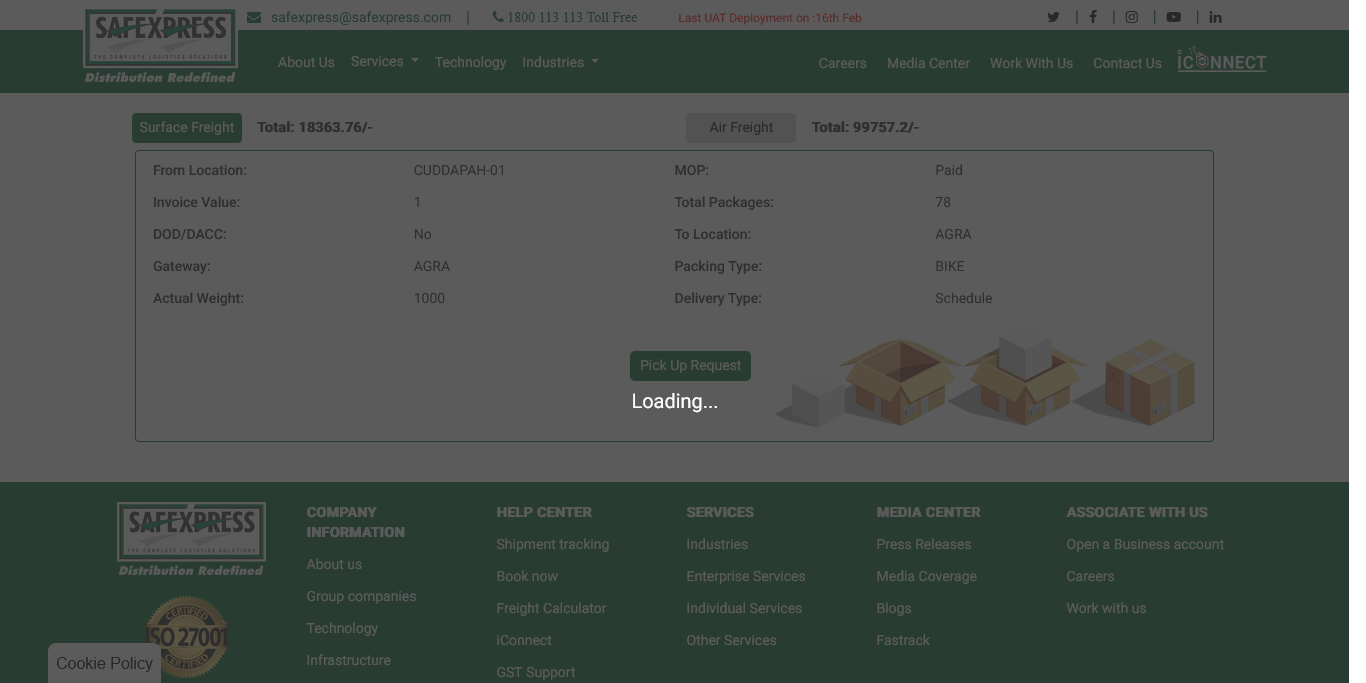 SAFEXPRESS
THE COMPLETE LOGISTICS SOLUTIONS
Distribution Redefined
safexpress@safexpress.com | 1800 113 113 Toll Free Last UAT Deployment on :16th Feb
About Us Services Technology Industries Careers Media Center Work With Us Contact Us iCONNECT
Surface Freight Total: 18363.76/- Air Freight Total: 99757.2/-
From Location: CUDDAPAH-01 MOP: Paid
Invoice Value: 1 Total Packages: 78
DOD/DACC: No To Location: AGRA
Gateway: AGRA Packing Type: BIKE
Actual Weight: 1000 Delivery Type: Schedule
Pick Up Request
Loading...
SAFEXPRESS
THE COMPLETE LOGISTICS SOLUTIONS
Distribution Redefined
CERTIFIED
ISO 27001
CERTIFIED
Cookie Policy
COMPANY
INFORMATION
About us
Group companies
Technology
Infrastructure
HELP CENTER
Shipment tracking
Book now
Freight Calculator
iConnect
GST Support
SERVICES
Industries
Enterprise Services
Individual Services
Other Services
MEDIA CENTER
Press Releases
Media Coverage
Blogs
Fastrack
ASSOCIATE WITH US
Open a Business account
Careers
Work with us